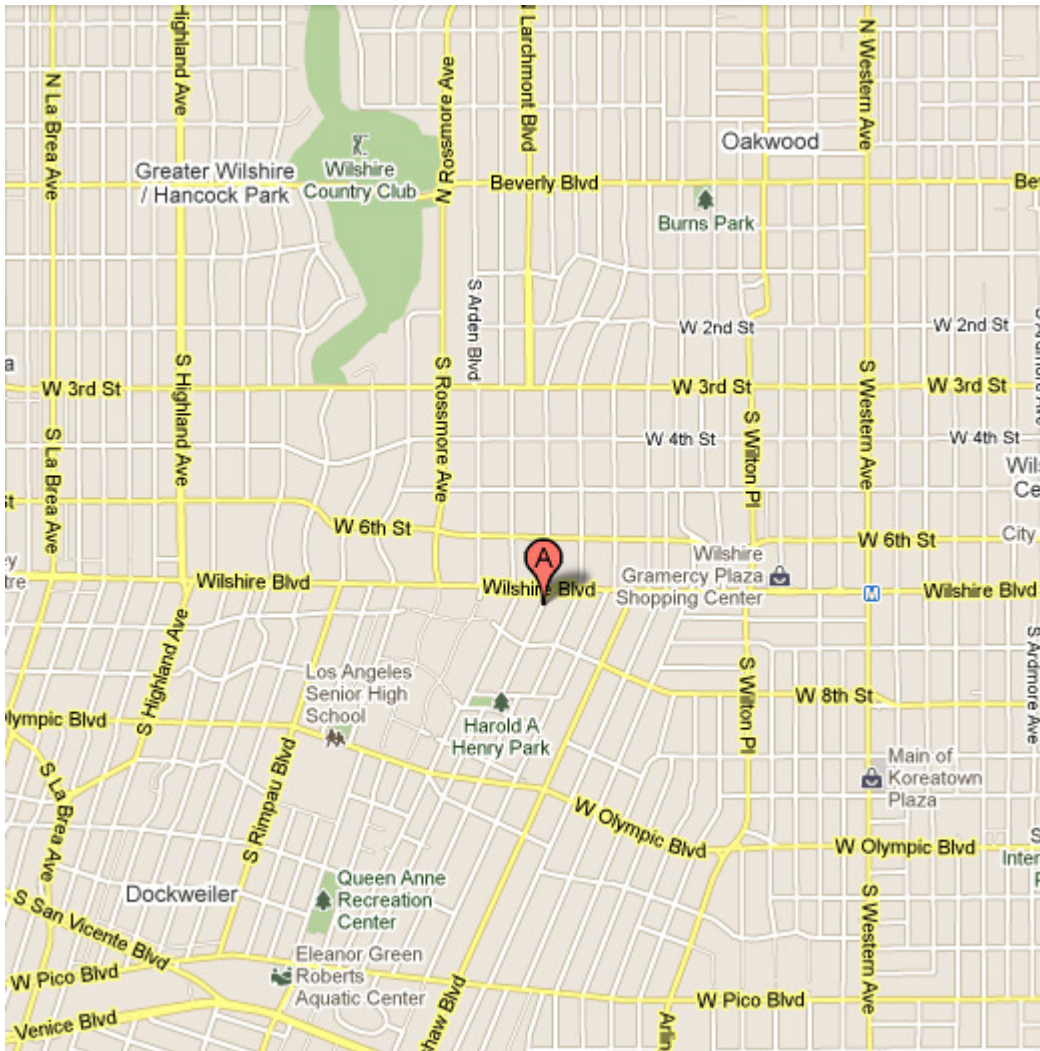 N La Brea Ave
Highland Ave
N Rossmore Ave
N Larchmont Blvd
N Western Ave
Oakwood
Greater Wilshire
/ Hancock Park
Wilshire
Country Club
Beverly Blvd
Burns Park
S Arden Blvd
W 2nd St
W 2nd St
a
W 3rd St
S Highland Ave
S Rossmore Ave
W 3rd St
W 3rd St
S Western Ave
S Wilton Pl
W 4th St
W 4th St
S La Brea Ave
W 6th St
W 6th St
City
A
Wilshire Blvd
Wilshire Blvd
Wilshire
Gramercy Plaza
Shopping Center
M
Wilshire Blvd
S Highland Ave
Los Angeles
Senior High
School
S Wilton Pl
S Ardmore Ave
W 8th St
Harold A
Henry Park
Olympic Blvd
S La Brea Ave
S Rimpau Blvd
Main of
Koreatown
Plaza
W Olympic Blvd
W Olympic Blvd
Queen Anne
Recreation
Center
Dockweiler
S San Vicente Blvd
S Western Ave
Eleanor Green
Roberts
Aquatic Center
W Pico Blvd
W Pico Blvd
Venice Blvd
shaw Blvd
Arlin